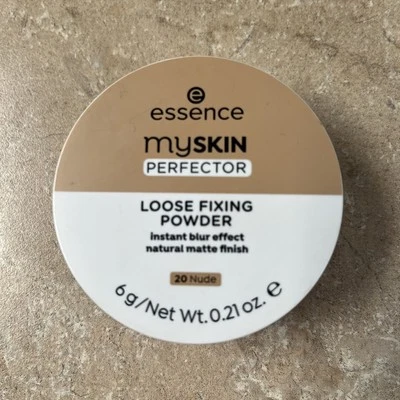 essence
mySKIN
PERFECTOR
LOOSE FIXING
POWDER
instant blur effect
natural matte finish
20 Nude
6g/Net Wt.0.21oz. ℮